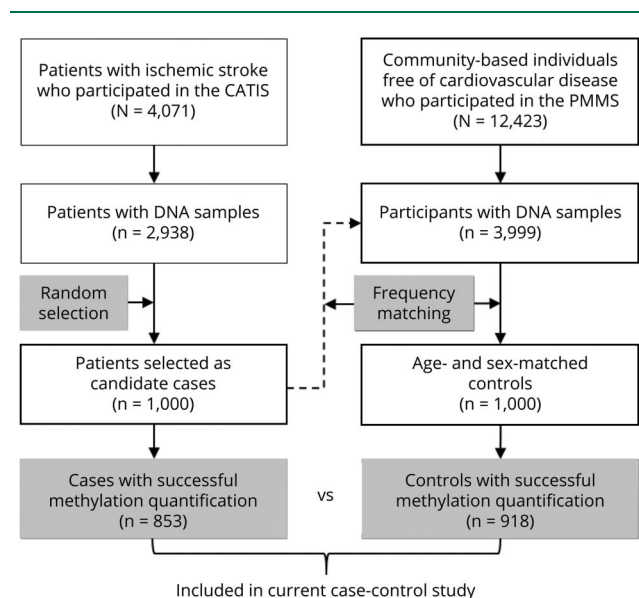 Patients with ischemic stroke
who participated in the CATIS
(N = 4,071)
Community-based individuals
free of cardiovascular disease
who participated in the PMMS
(N = 12,423)
Patients with DNA samples
(n = 2,938)
Participants with DNA samples
(n = 3,999)
Random
selection
Frequency
matching
Patients selected as
candidate cases
(n = 1,000)
Age- and sex-matched
controls
(n = 1,000)
Cases with successful
methylation quantification
(n = 853)
vs
Controls with successful
methylation quantification
(n = 918)
Included in current case-control study